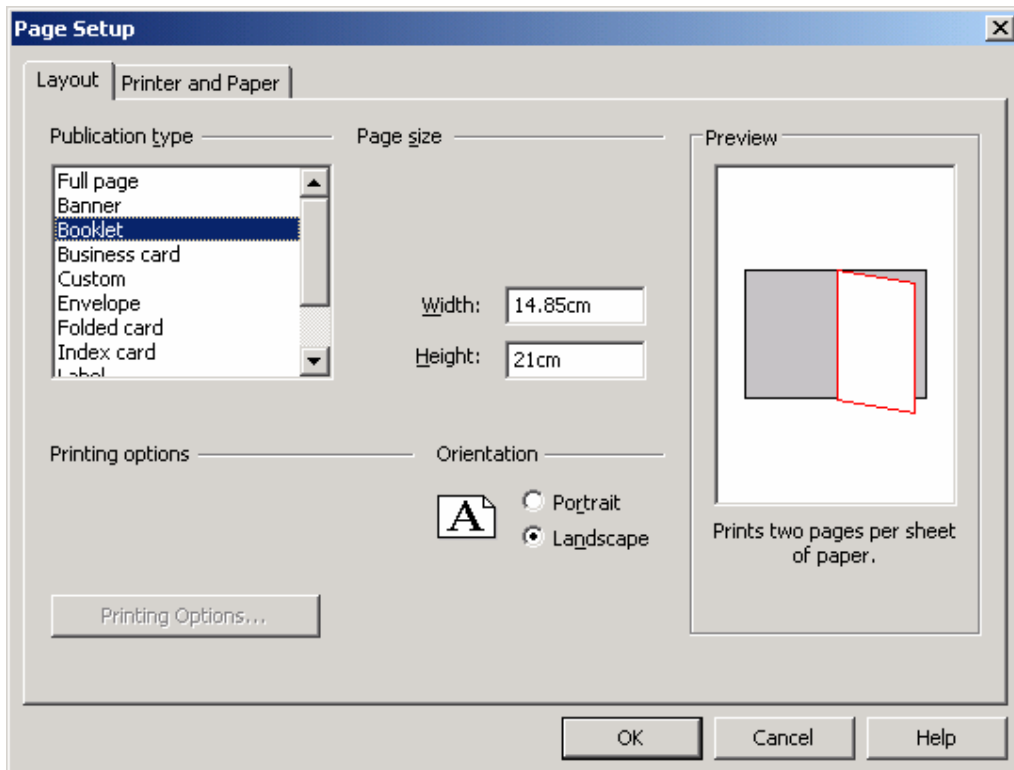 Page Setup
Layout
Printer and Paper
Publication type
Full page
Banner
Booklet
Business card
Custom
Envelope
Folded card
Index card
Label
Page size
Width: 14.85cm
Height: 21cm
Printing options
Printing Options...
Orientation
A
Portrait
Landscape
Preview
Prints two pages per sheet
of paper.
OK
Cancel
Help